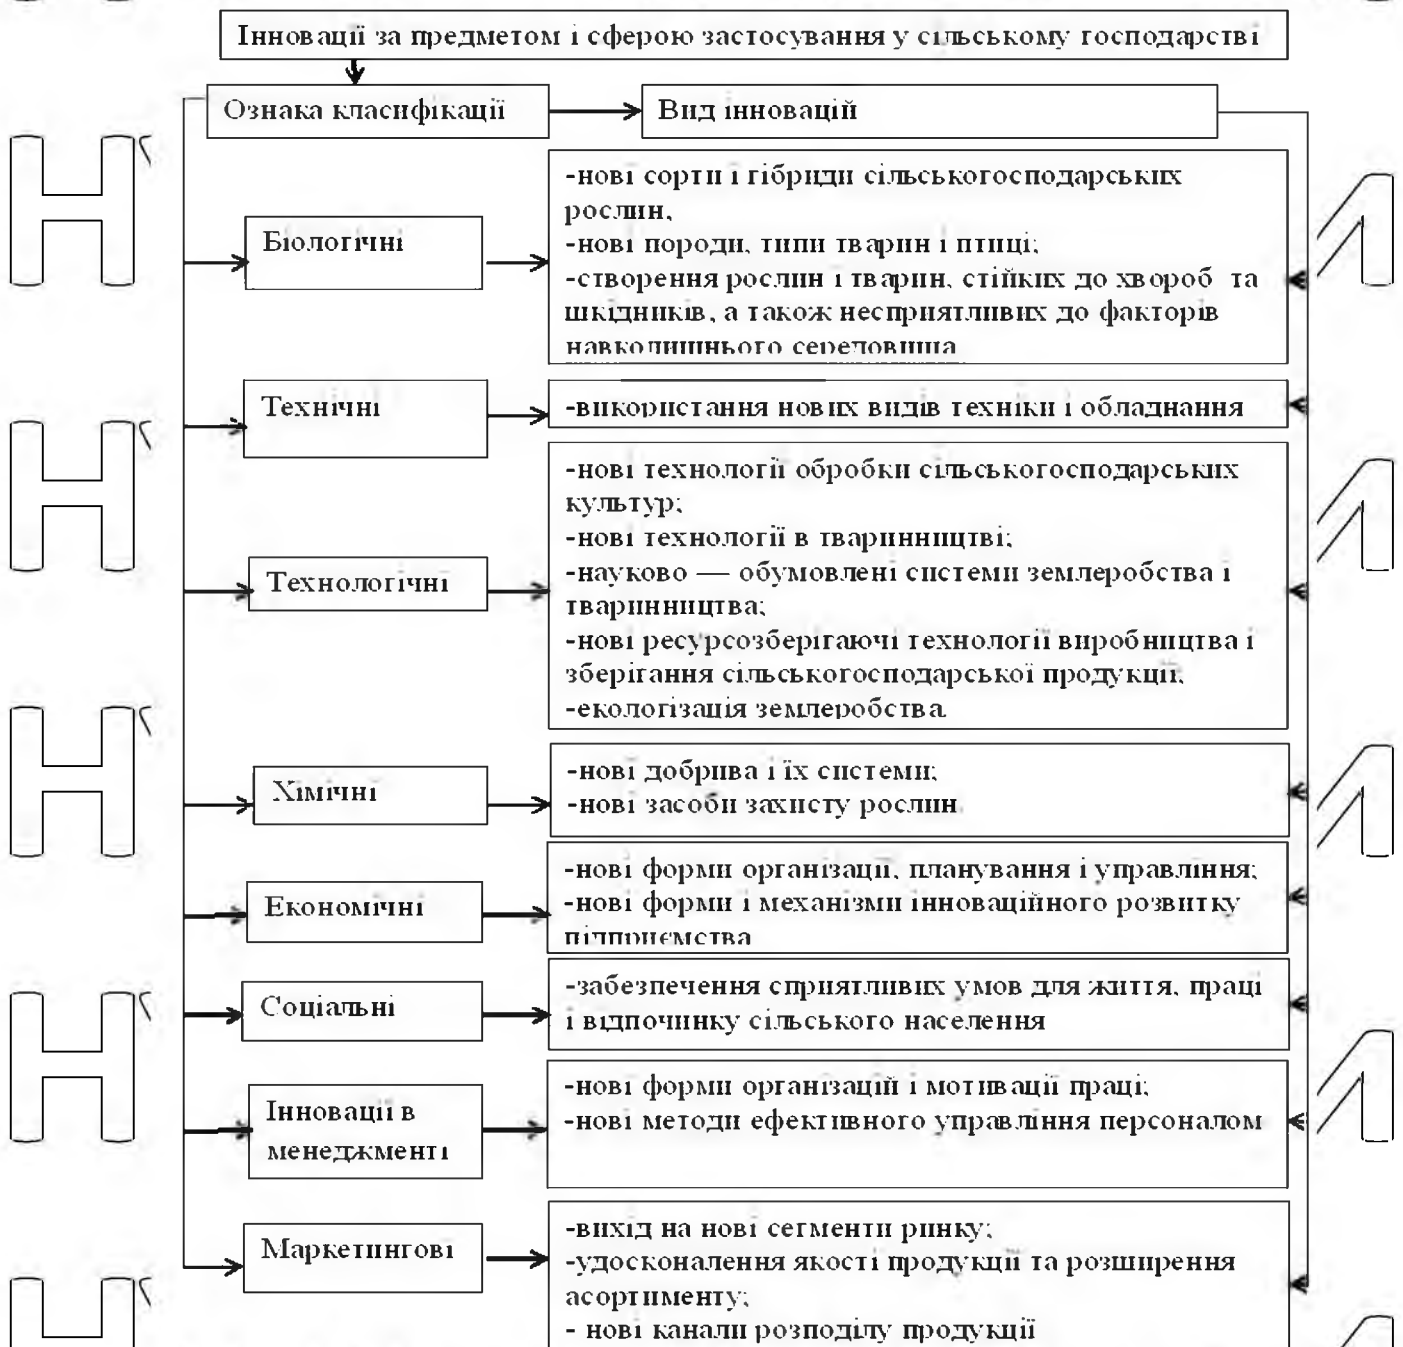 Інновації за предметом і сферою застосування у сільському господарстві
Ознака класифікації
Вид інновацій
Біологічні
-нові сорти і гібриди сільськогосподарських
рослин,
-нові породи, типи тварин і птиці;
-створення рослин і тварин, стійких до хвороб та
шкідників, а також несприятливих до факторів
навколишнього середовища
Технічні
-використання нових видів техніки і обладнання
Технологічні
-нові технології обробки сільськогосподарських
культур;
-нові технології в тваринництві;
-науково — обумовлені системи землеробства і
тваринництва;
-нові ресурсозберігаючі технології виробництва і
зберігання сільськогосподарської продукції;
-екологізація землеробства
Хімічні
-нові добрива і їх системи;
-нові засоби захисту рослин
Економічні
-нові форми організації, планування і управління;
-нові форми і механізми інноваційного розвитку
підприємства
Соціальні
-забезпечення сприятливих умов для життя, праці
і відпочинку сільського населення
Інновації в
менеджменті
-нові форми організацій і мотивації праці;
-нові методи ефективного управління персоналом
Маркетингові
-вихід на нові сегменти ринку;
-удосконалення якості продукції та розширення
асортименту;
- нові канали розподілу продукції